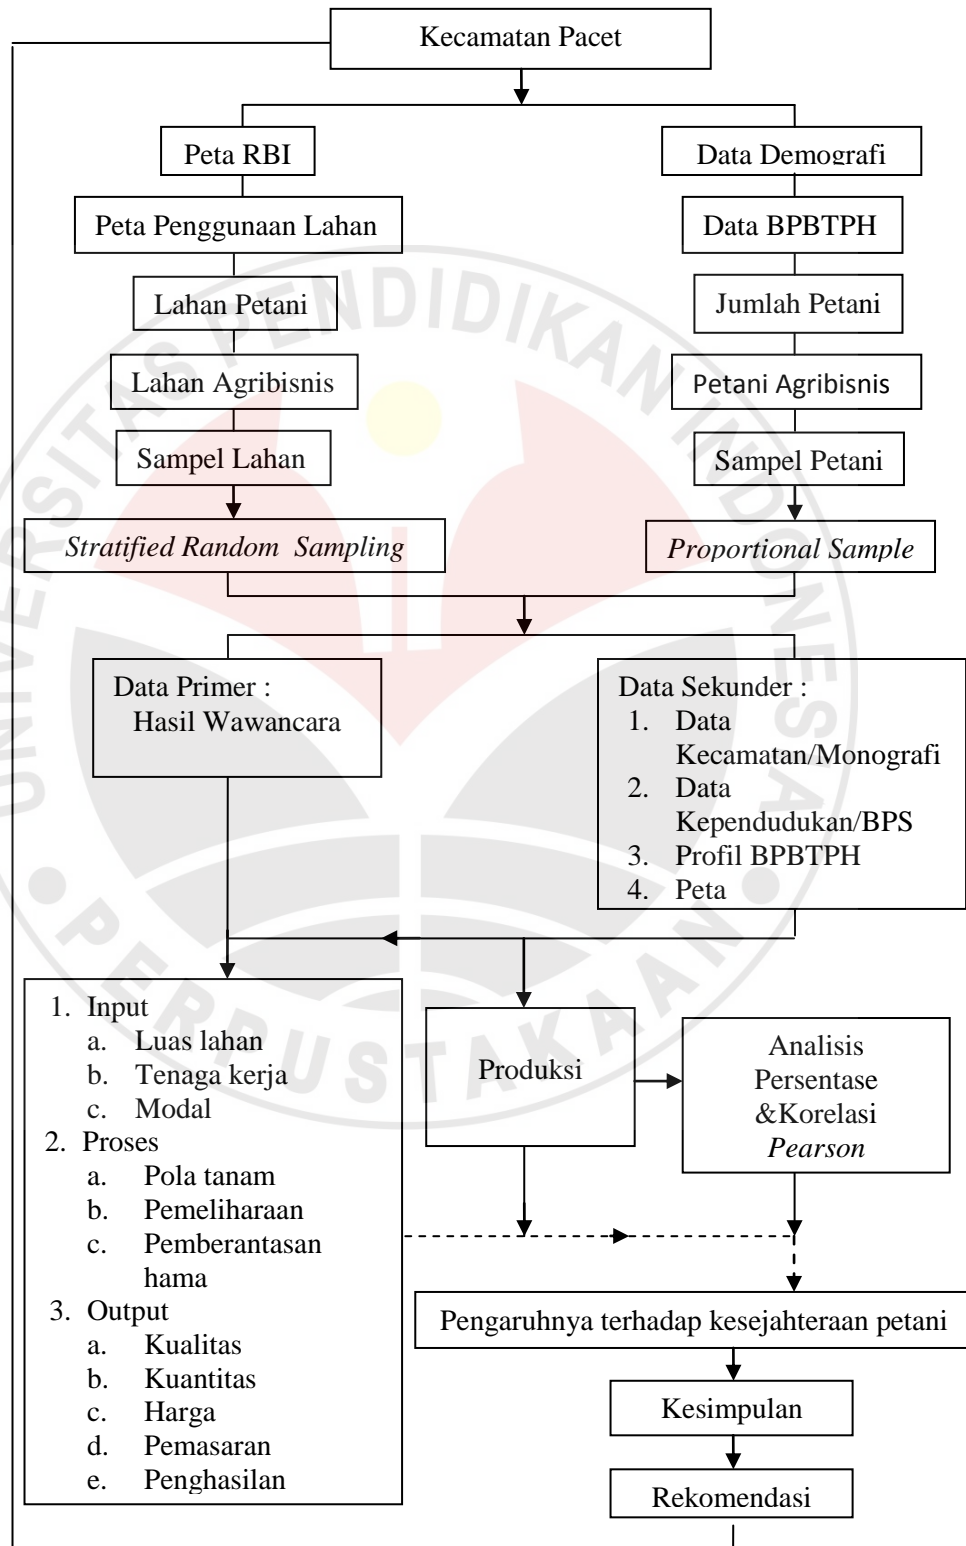 Kecamatan Pacet
Peta RBI
Data Demografi
Peta Penggunaan Lahan
Data BPBTPH
Lahan Petani
Jumlah Petani
Lahan Agribisnis
Petani Agribisnis
Sampel Lahan
Sampel Petani
Stratified Random Sampling
Proportional Sample
Data Primer :
Hasil Wawancara
Data Sekunder :
1. Data
Kecamatan/Monografi
2. Data
Kependudukan/BPS
3. Profil BPBTPH
4. Peta
1. Input
a. Luas lahan
b. Tenaga kerja
c. Modal
2. Proses
a. Pola tanam
b. Pemeliharaan
c. Pemberantasan
hama
3. Output
a. Kualitas
b. Kuantitas
c. Harga
d. Pemasaran
e. Penghasilan
Produksi
Analisis
Persentase
&Korelasi
Pearson
Pengaruhnya terhadap kesejahteraan petani
Kesimpulan
Rekomendasi
UNIVERSITAS PENDIDIKAN INDONESIA
PERPUSTAKAAN